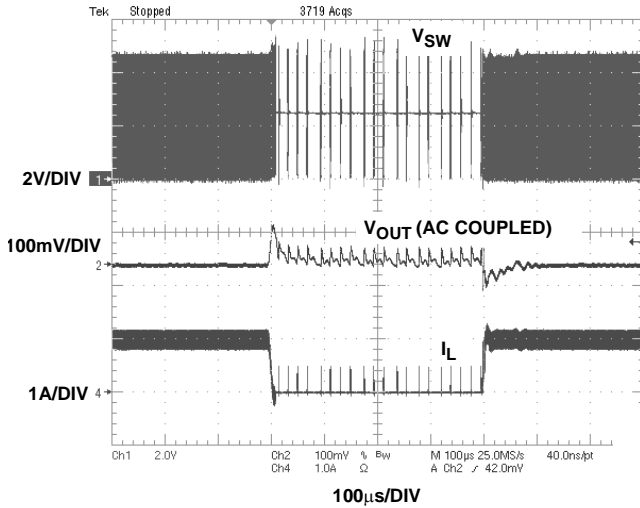 Tek Stopped 3719 Acqs
VSW
2V/DIV 1
VOUT (AC COUPLED)
100mV/DIV
2
IL
1A/DIV 4
Ch1 2.0V Ch2 100mV % BW M 100µs 25.0MS/s 40.0ns/pt
Ch4 1.0A Ω A Ch2 ⌿ 42.0mV
100µs/DIV